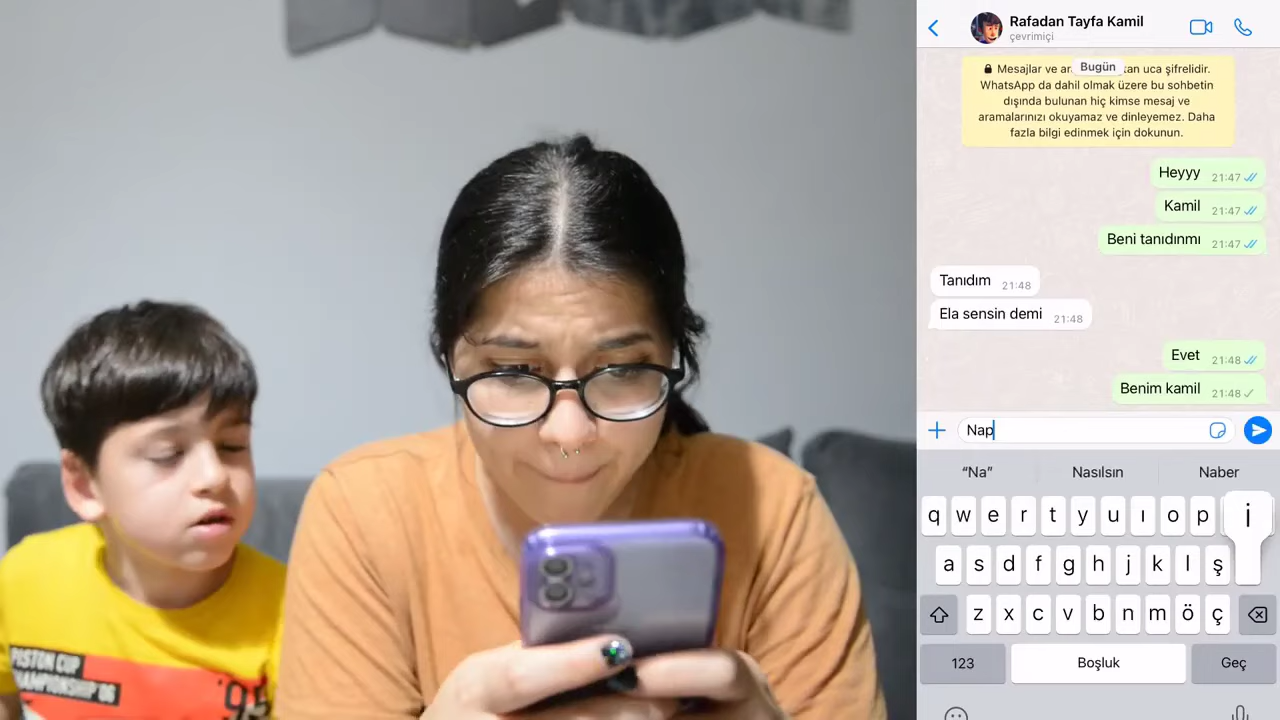 Rafadan Tayfa Kamil
çevrimiçi
Bugün
Mesajlar ve ar kan uca şifrelidir.
WhatsApp da dahil olmak üzere bu sohbetin
dışında bulunan hiç kimse mesaj ve
aramalarınızı okuyamaz ve dinleyemez. Daha
fazla bilgi edinmek için dokunun.
Heyyy 21:47
Kamil 21:47
Beni tanıdınmı 21:47
Tanıdım 21:48
Ela sensin demi 21:48
Evet 21:48
Benim kamil 21:48
Nap
“Na” Nasılsın Naber
q w e r t y u ı o p i
a s d f g h j k l ş
z x c v b n m ö ç
123 Boşluk Geç
PISTON CUP
CHAMPIONSHIP '06
'95